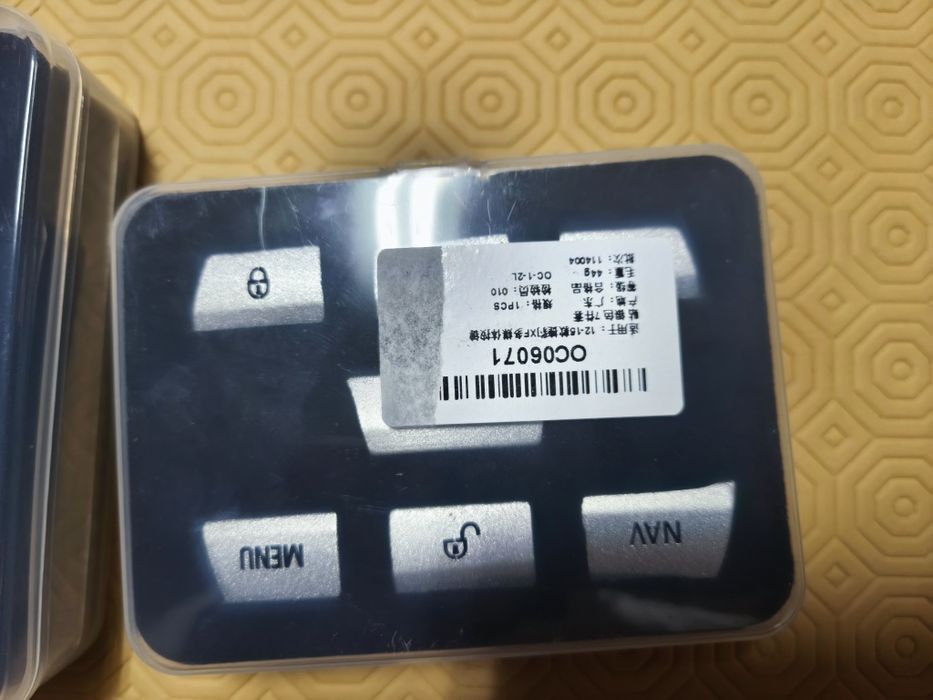 NAV
MENU
OC06071
适用于：12-15款捷豹XF多媒体按键
银色 7件套
产地：广东 规格：1PCS
等级：合格品 检验员：010
毛重：44g OC-1-2L
批次：114004